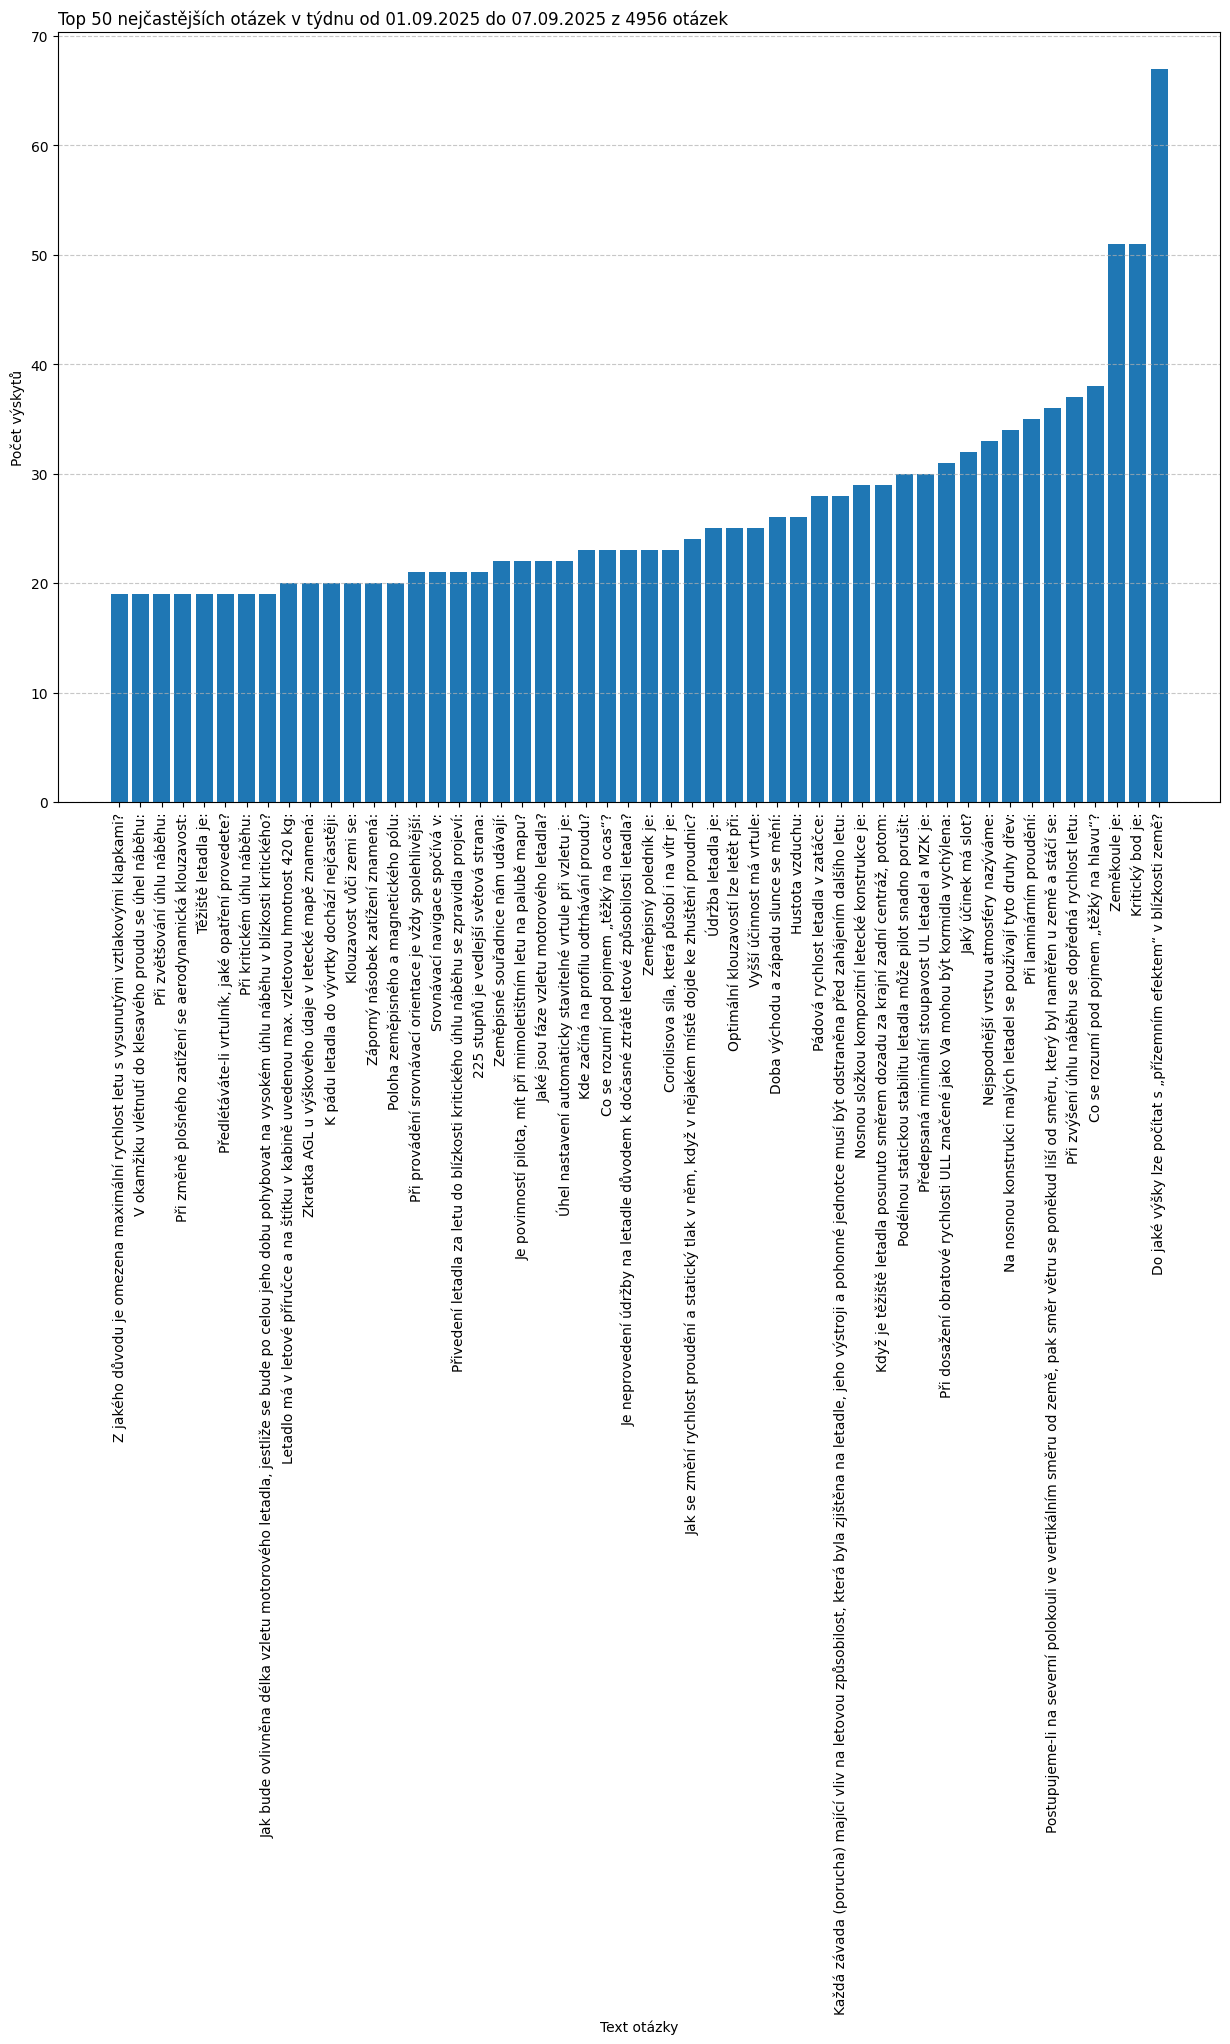 Top 50 nejčastějších otázek v týdnu od 01.09.2025 do 07.09.2025 z 4956 otázek
Počet výskytů
70
60
50
40
30
20
10
0
Z jakého důvodu je omezena maximální rychlost letu s vysunutými vztlakovými klapkami?
V okamžiku vlétnutí do klesavého proudu se úhel náběhu:
Při zvětšování úhlu náběhu:
Při změně plošného zatížení se aerodynamická klouzavost:
Těžiště letadla je:
Předlétáváte-li vrtulník, jaké opatření provedete?
Při kritickém úhlu náběhu:
Jak bude ovlivněna délka vzletu motorového letadla, jestliže se bude po celou jeho dobu pohybovat na vysokém úhlu náběhu v blízkosti kritického?
Letadlo má v letové příručce a na štítku v kabině uvedenou max. vzletovou hmotnost 420 kg:
Zkratka AGL u výškového údaje v letecké mapě znamená:
K pádu letadla do vývrtky dochází nejčastěji:
Klouzavost vůči zemi se:
Záporný násobek zatížení znamená:
Poloha zeměpisného a magnetického pólu:
Při provádění srovnávací orientace je vždy spolehlivější:
Srovnávací navigace spočívá v:
Přivedení letadla za letu do blízkosti kritického úhlu náběhu se zpravidla projeví:
225 stupňů je vedlejší světová strana:
Zeměpisné souřadnice nám udávají:
Je povinností pilota, mít při mimoletištním letu na palubě mapu?
Jaké jsou fáze vzletu motorového letadla?
Úhel nastavení automaticky stavitelné vrtule při vzletu je:
Kde začíná na profilu odtrhávání proudu?
Co se rozumí pod pojmem „těžký na ocas“?
Je neprovedení údržby na letadle důvodem k dočasné ztrátě letové způsobilosti letadla?
Zeměpisný poledník je:
Coriolisova síla, která působí i na vítr je:
Jak se změní rychlost proudění a statický tlak v něm, když v nějakém místě dojde ke zhuštění proudnic?
Údržba letadla je:
Optimální klouzavostí lze letět při:
Vyšší účinnost má vrtule:
Doba východu a západu slunce se mění:
Hustota vzduchu:
Pádová rychlost letadla v zatáčce:
Každá závada (porucha) mající vliv na letovou způsobilost, která byla zjištěna na letadle, jeho výstroji a pohonné jednotce musí být odstraněna před zahájením dalšího letu:
Nosnou složkou kompozitní letecké konstrukce je:
Když je těžiště letadla posunuto směrem dozadu za krajní zadní centráž, potom:
Podélnou statickou stabilitu letadla může pilot snadno porušit:
Předepsaná minimální stoupavost UL letadel a MZK je:
Při dosažení obratové rychlosti ULL značené jako Va mohou být kormidla vychýlena:
Jaký účinek má slot?
Nejspodnější vrstvu atmosféry nazýváme:
Na nosnou konstrukci malých letadel se používají tyto druhy dřev:
Při laminárním proudění:
Postupujeme-li na severní polokouli ve vertikálním směru od země, pak směr větru se poněkud liší od směru, který byl naměřen u země a stáčí se:
Při zvýšení úhlu náběhu se dopředná rychlost letu:
Co se rozumí pod pojmem „těžký na hlavu“?
Zeměkoule je:
Kritický bod je:
Do jaké výšky lze počítat s „přízemním efektem“ v blízkosti země?
Text otázky